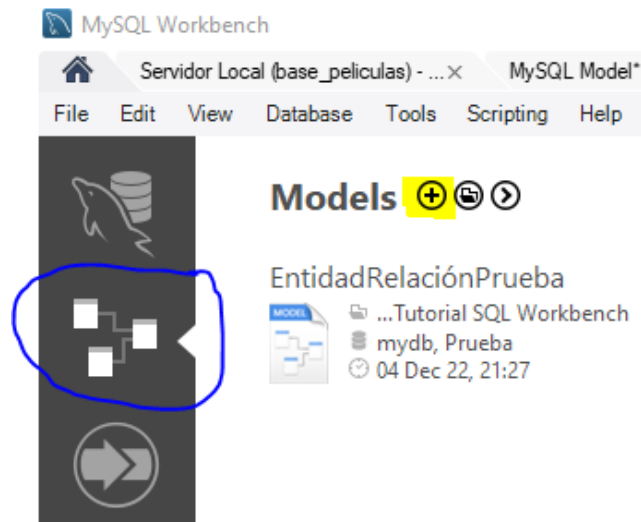 MySQL Workbench
Servidor Local (base_peliculas) - ... × MySQL Model*
File Edit View Database Tools Scripting Help
Models
EntidadRelaciónPrueba
MODEL
...Tutorial SQL Workbench
mydb, Prueba
04 Dec 22, 21:27